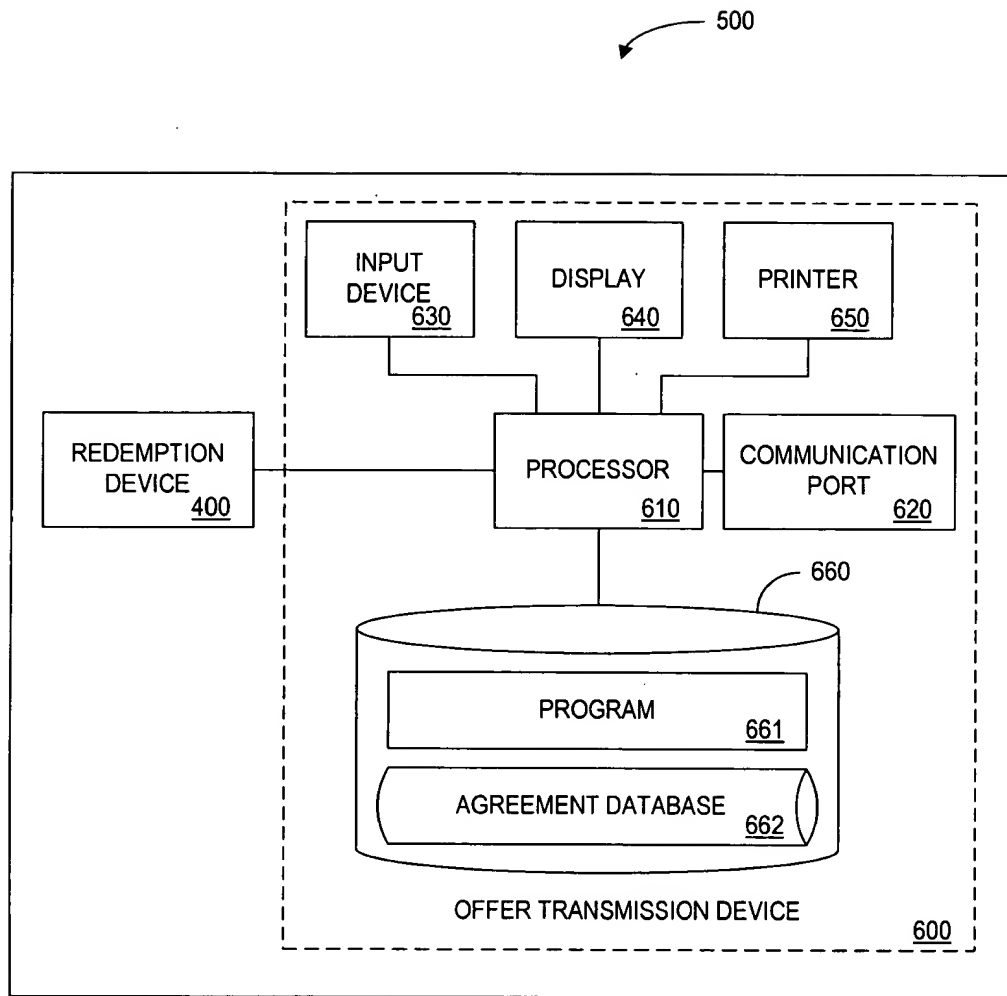 500
INPUT
DEVICE
630
DISPLAY
640
PRINTER
650
REDEMPTION
DEVICE
400
PROCESSOR
610
COMMUNICATION
PORT
620
660
PROGRAM
661
AGREEMENT DATABASE
662
OFFER TRANSMISSION DEVICE
600